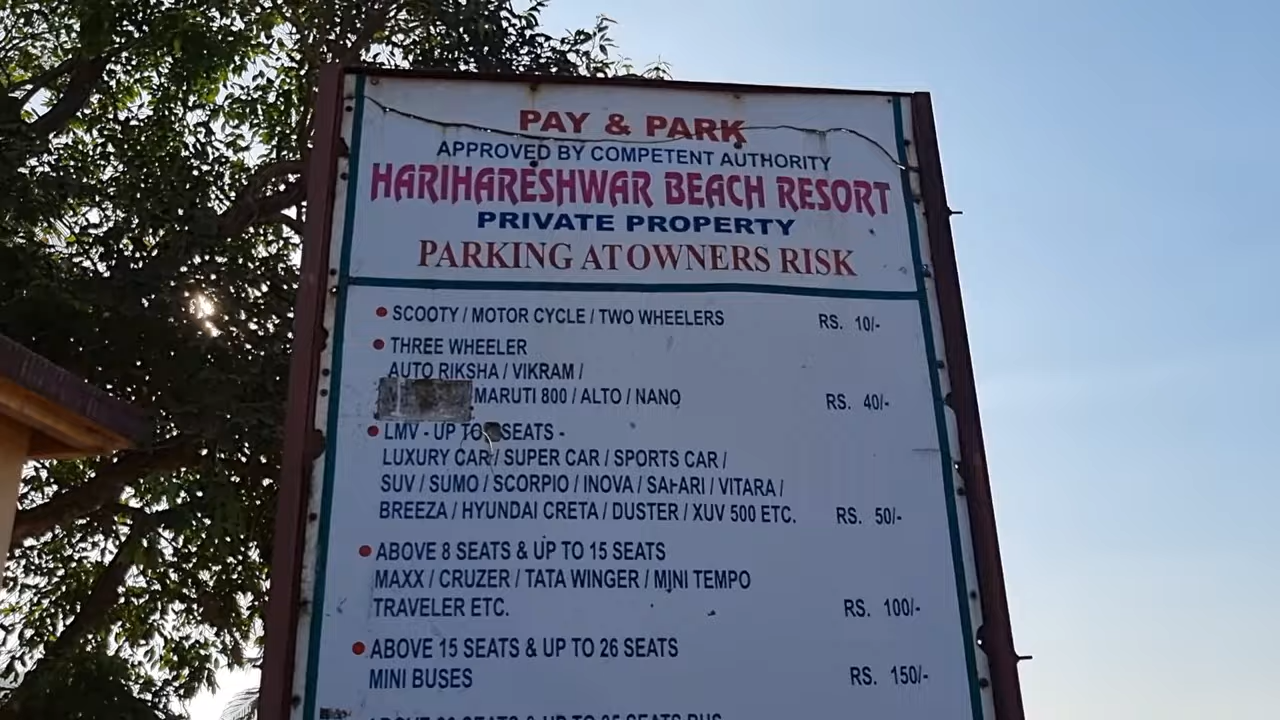 PAY & PARK
APPROVED BY COMPETENT AUTHORITY
HARIHARESHWAR BEACH RESORT
PRIVATE PROPERTY
PARKING AT OWNERS RISK
SCOOTY / MOTOR CYCLE / TWO WHEELERS RS. 10/-
THREE WHEELER
AUTO RIKSHA / VIKRAM /
MARUTI 800 / ALTO / NANO RS. 40/-
LMV - UP TO SEATS -
LUXURY CAR / SUPER CAR / SPORTS CAR /
SUV / SUMO / SCORPIO / INOVA / SAFARI / VITARA /
BREEZA / HYUNDAI CRETA / DUSTER / XUV 500 ETC. RS. 50/-
ABOVE 8 SEATS & UP TO 15 SEATS
MAXX / CRUZER / TATA WINGER / MINI TEMPO
TRAVELER ETC. RS. 100/-
ABOVE 15 SEATS & UP TO 26 SEATS
MINI BUSES RS. 150/-